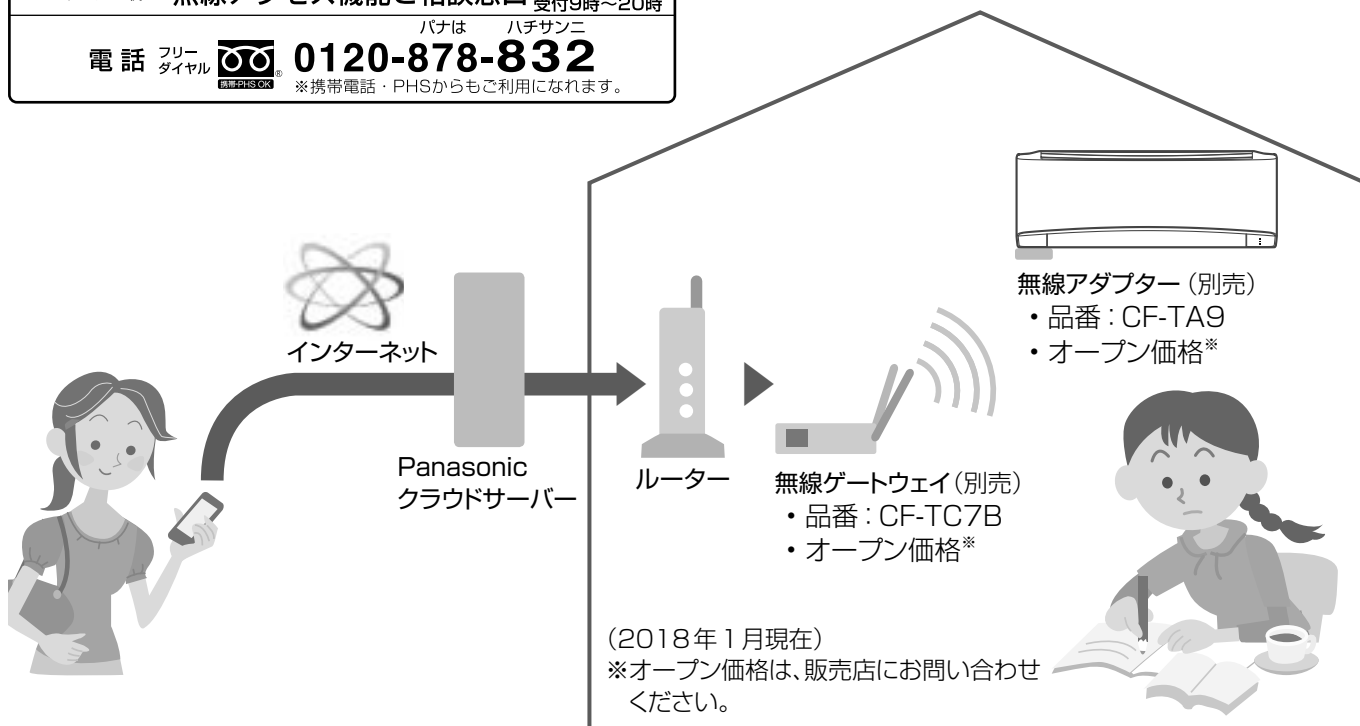 無線アクセス機能ご相談窓口 受付9時〜20時
パナは ハチサンニ
電話 フリーダイヤル 携帯・PHS OK ® 0120-878-832
※携帯電話・PHSからもご利用になれます。
インターネット
Panasonic
クラウドサーバー
ルーター
無線ゲートウェイ(別売)
・品番:CF-TC7B
・オープン価格※
無線アダプター(別売)
・品番:CF-TA9
・オープン価格※
(2018年1月現在)
※オープン価格は、販売店にお問い合わせ
ください。